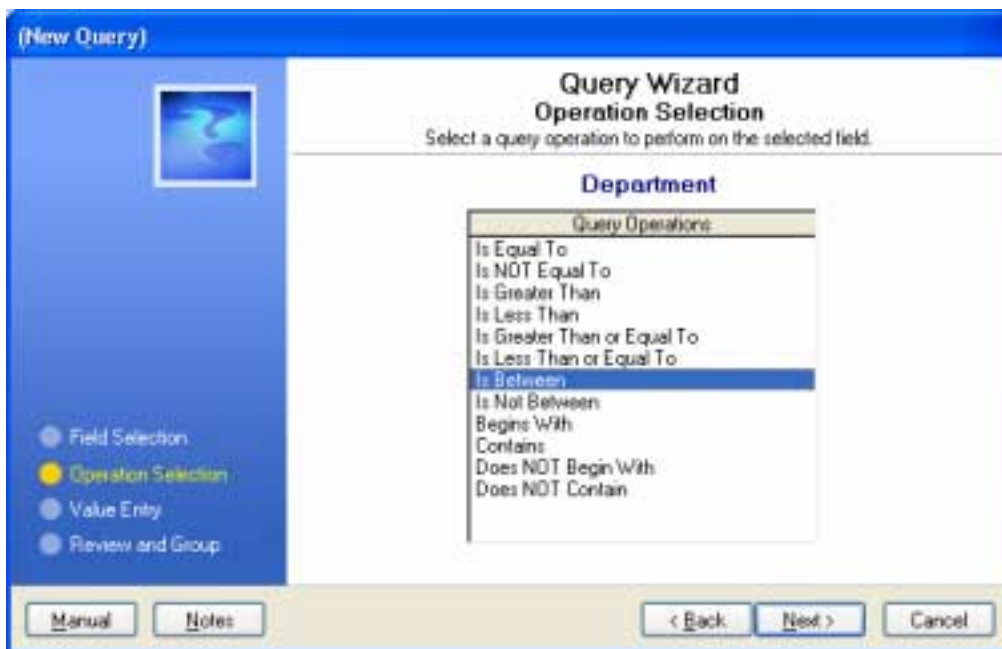 (New Query)
Query Wizard
Operation Selection
Select a query operation to perform on the selected field.
Department
Query Operations
Is Equal To
Is NOT Equal To
Is Greater Than
Is Less Than
Is Greater Than or Equal To
Is Less Than or Equal To
Is Between
Is Not Between
Begins With
Contains
Does NOT Begin With
Does NOT Contain
Field Selection
Operation Selection
Value Entry
Review and Group
Manual
Notes
< Back
Next >
Cancel